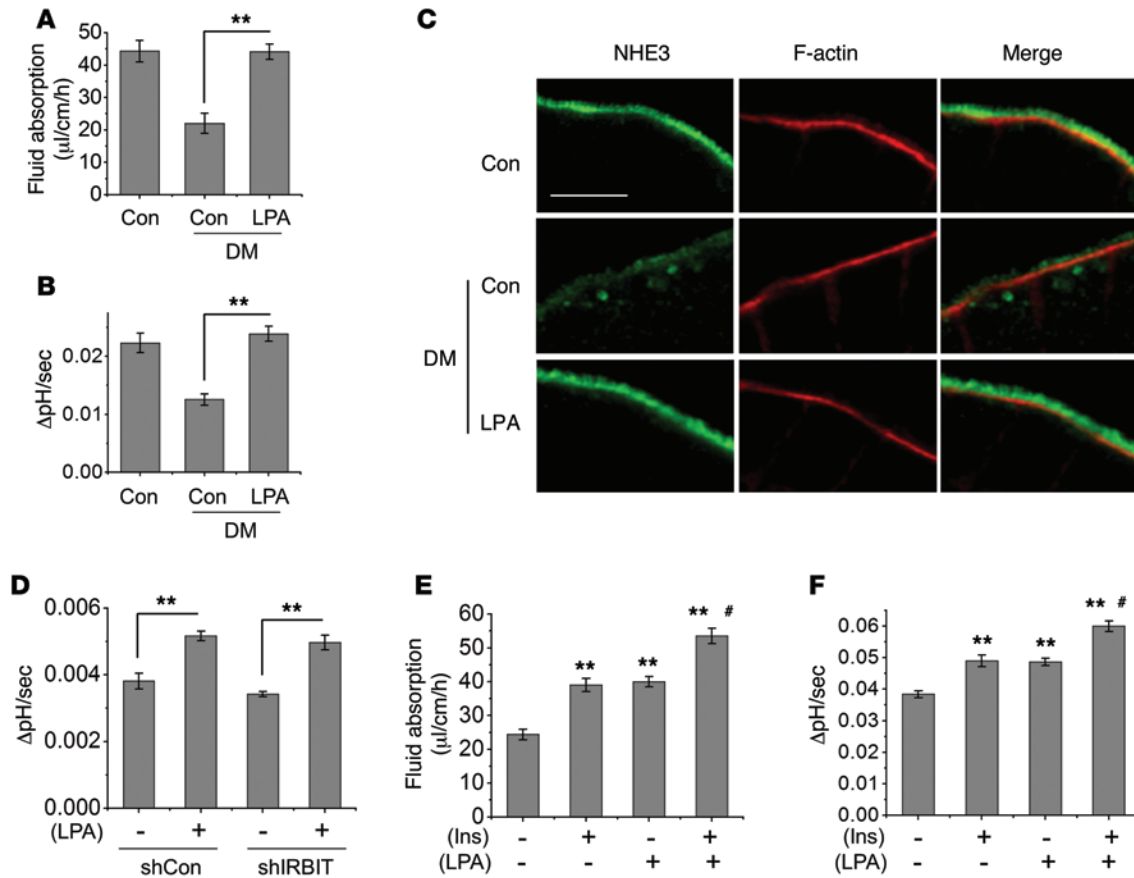 A
Fluid absorption
(µl/cm/h)
50
40
30
20
10
0
**
Con
Con
LPA
DM
B
ΔpH/sec
0.02
0.01
0.00
**
Con
Con
LPA
DM
C
NHE3
F-actin
Merge
Con
Con
DM
LPA
D
ΔpH/sec
0.006
0.004
0.002
0.000
**
**
(LPA)
-
+
-
+
shCon
shIRBIT
E
Fluid absorption
(µl/cm/h)
60
50
40
30
20
10
0
**
**
** #
(Ins)
-
+
-
+
(LPA)
-
-
+
+
F
ΔpH/sec
0.06
0.05
0.04
0.03
0.02
0.01
0.00
**
**
** #
(Ins)
-
+
-
+
(LPA)
-
-
+
+